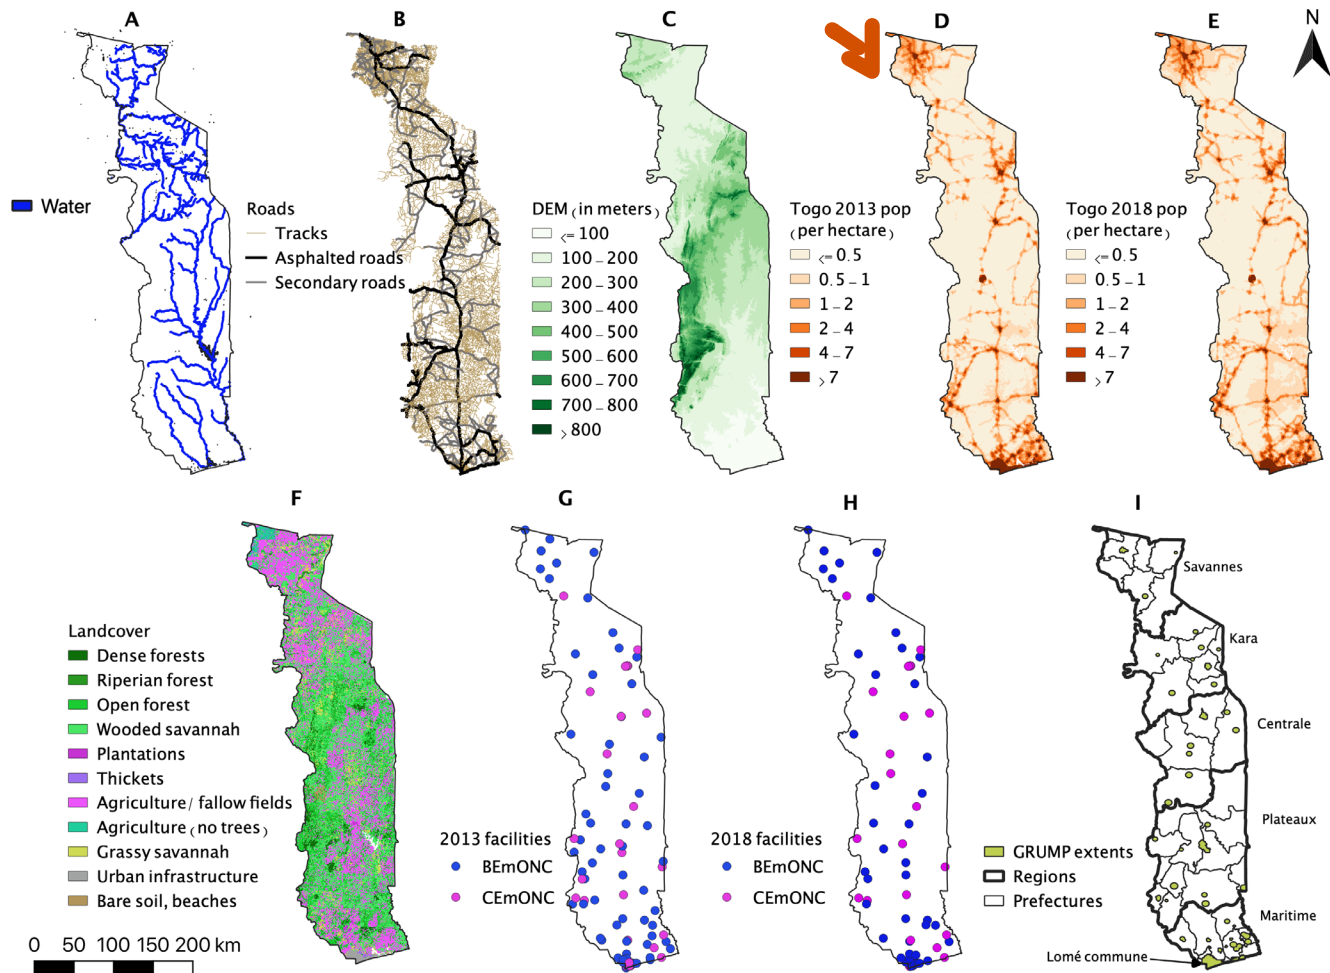 A
B
C
D
E
N
Water
Roads
Tracks
Asphalted roads
Secondary roads
DEM (in meters)
<= 100
100 – 200
200 – 300
300 – 400
400 – 500
500 – 600
600 – 700
700 – 800
> 800
Togo 2013 pop
(per hectare)
<= 0.5
0.5 – 1
1 – 2
2 – 4
4 – 7
> 7
Togo 2018 pop
(per hectare)
<= 0.5
0.5 – 1
1 – 2
2 – 4
4 – 7
> 7
F
G
H
I
Landcover
Dense forests
Riperian forest
Open forest
Wooded savannah
Plantations
Thickets
Agriculture/ fallow fields
Agriculture (no trees)
Grassy savannah
Urban infrastructure
Bare soil, beaches
0 50 100 150 200 km
2013 facilities
BEmONC
CEmONC
2018 facilities
BEmONC
CEmONC
Savannes
Kara
Centrale
Plateaux
Maritime
GRUMP extents
Regions
Prefectures
Lomé commune